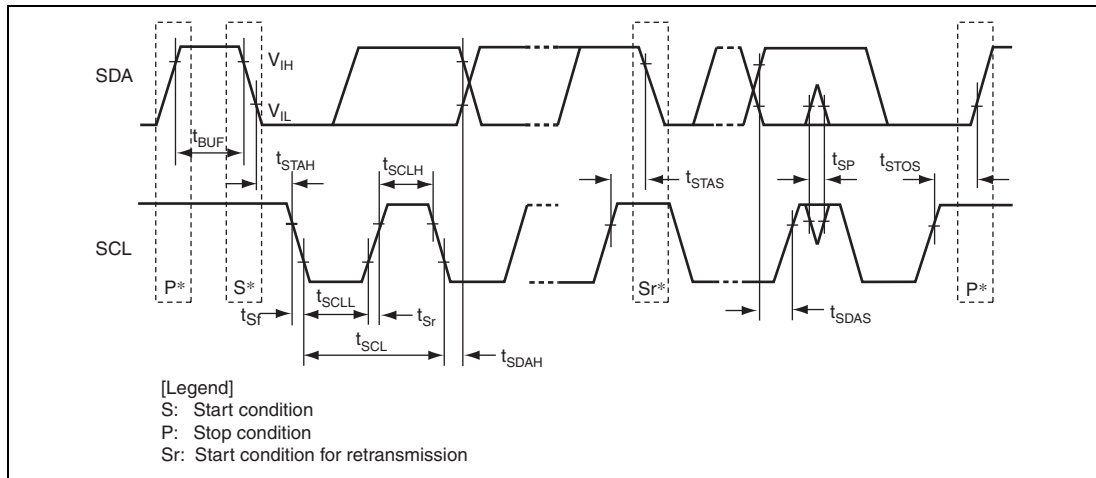 SDA
V_IH
V_IL
t_BUF
t_STAH
t_SCLH
t_STAS
t_SP
t_STOS
SCL
P*
S*
Sr*
P*
t_Sf
t_SCLL
t_Sr
t_SCL
t_SDAH
t_SDAS
[Legend]
S: Start condition
P: Stop condition
Sr: Start condition for retransmission